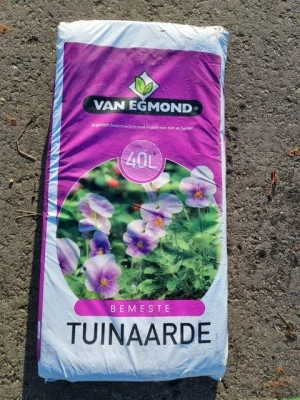 VAN EGMOND
40L
BEMESTE
TUINAARDE